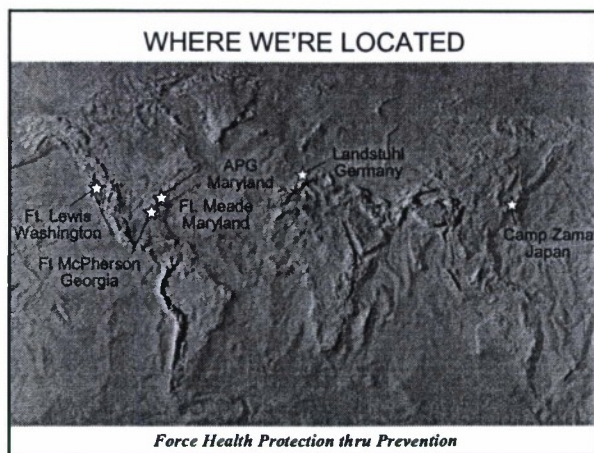 WHERE WE'RE LOCATED
APG
Maryland
Landstuhl
Germany
Ft. Lewis
Washington
Ft. Meade
Maryland
Ft McPherson
Georgia
Camp Zama
Japan
Force Health Protection thru Prevention